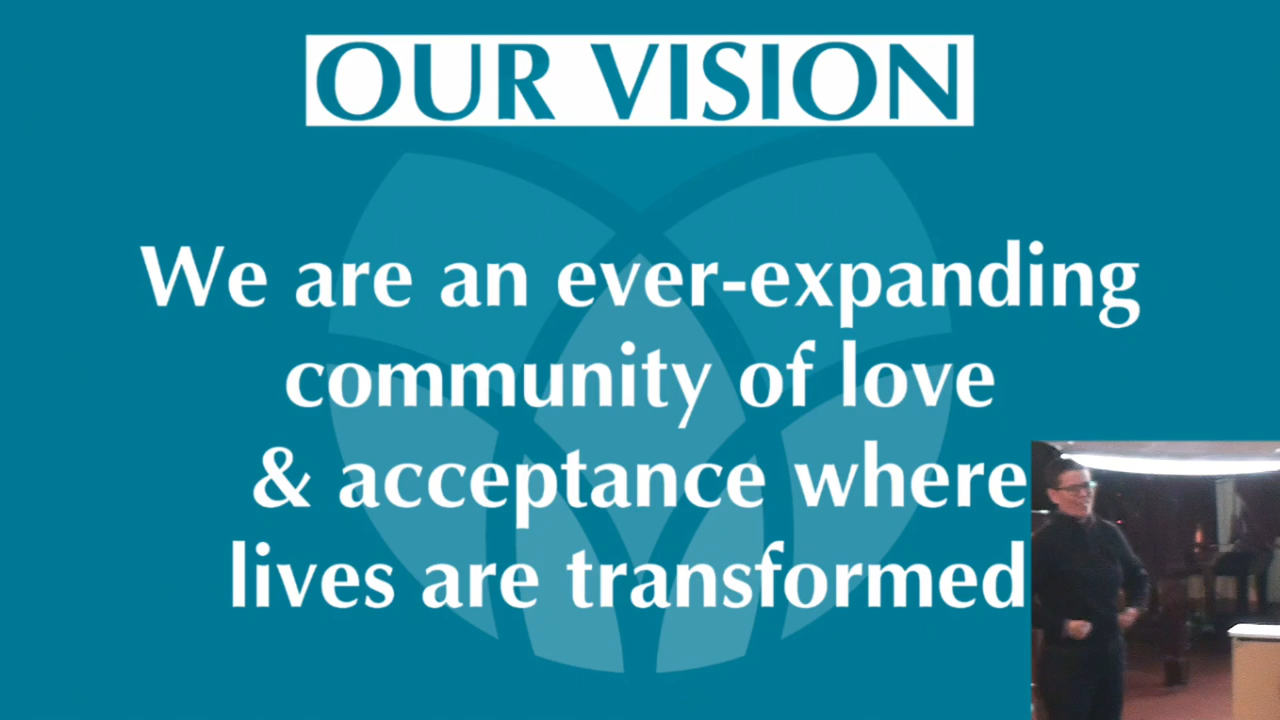 OUR VISION
We are an ever-expanding
community of love
& acceptance where
lives are transformed